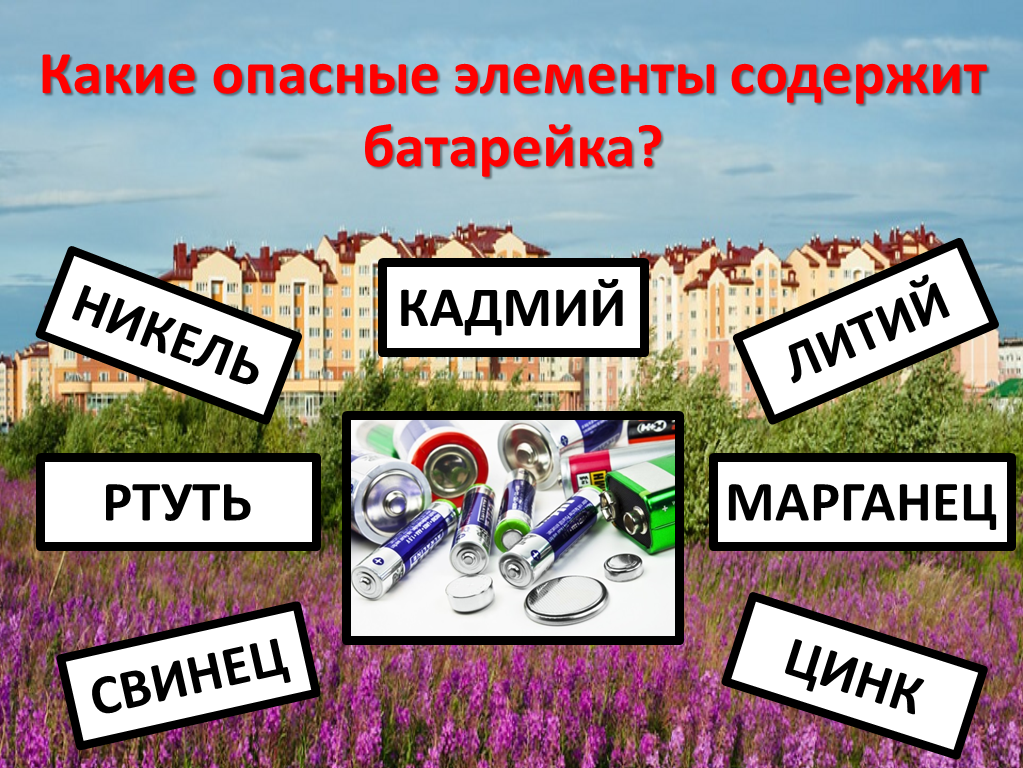 Какие опасные элементы содержит
батарейка?
НИКЕЛЬ
КАДМИЙ
ЛИТИЙ
РТУТЬ
МАРГАНЕЦ
СВИНЕЦ
ЦИНК